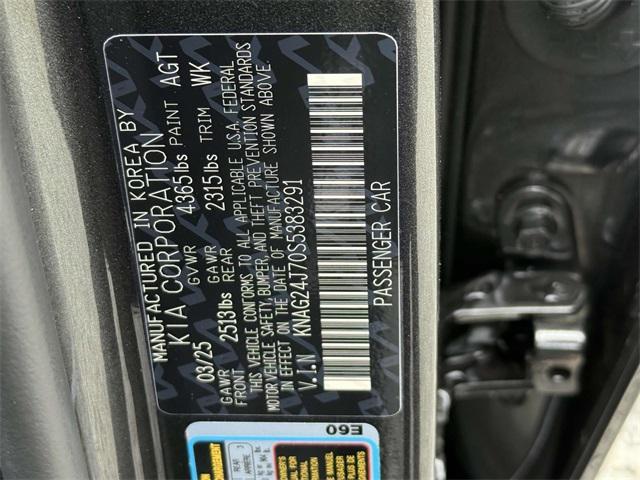 MANUFACTURED IN KOREA BY
KIA CORPORATION
03/25 GVWR 4365 lbs PAINT AGT
GAWR FRONT 2513lbs GAWR REAR 2315 lbs TRIM WK
THIS VEHICLE CONFORMS TO ALL APPLICABLE U.S.A. FEDERAL
MOTOR VEHICLE SAFETY, BUMPER, AND THEFT PREVENTION STANDARDS
IN EFFECT ON THE DATE OF MANUFACTURE SHOWN ABOVE.
V.I.N KNAG24J70S5383291
PASSENGER CAR
E60
REAR